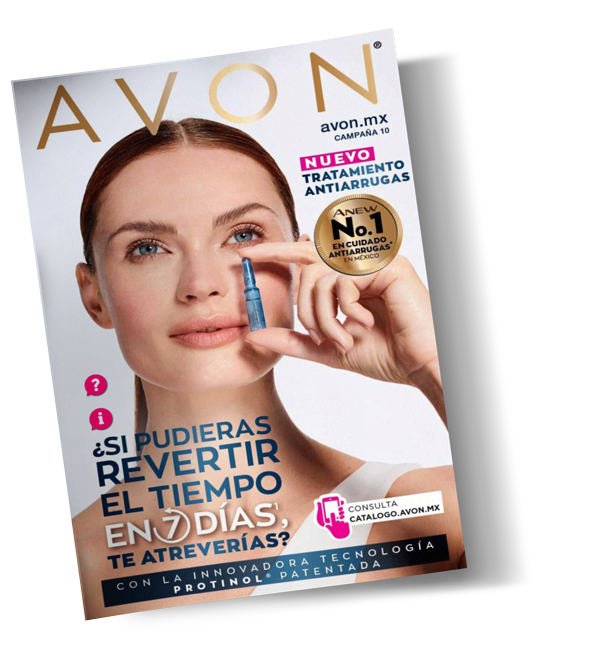 AVON®
avon.mx
CAMPAÑA 10
NUEVO
TRATAMIENTO
ANTIARRUGAS
ANEW
No.1
EN CUIDADO
ANTIARRUGAS*
EN MÉXICO
?
i
¿SI PUDIERAS
REVERTIR
EL TIEMPO
EN 7 DÍAS¹,
TE ATREVERÍAS?
CONSULTA
CATALOGO.AVON.MX
CON LA INNOVADORA TECNOLOGÍA
PROTINOL® PATENTADA